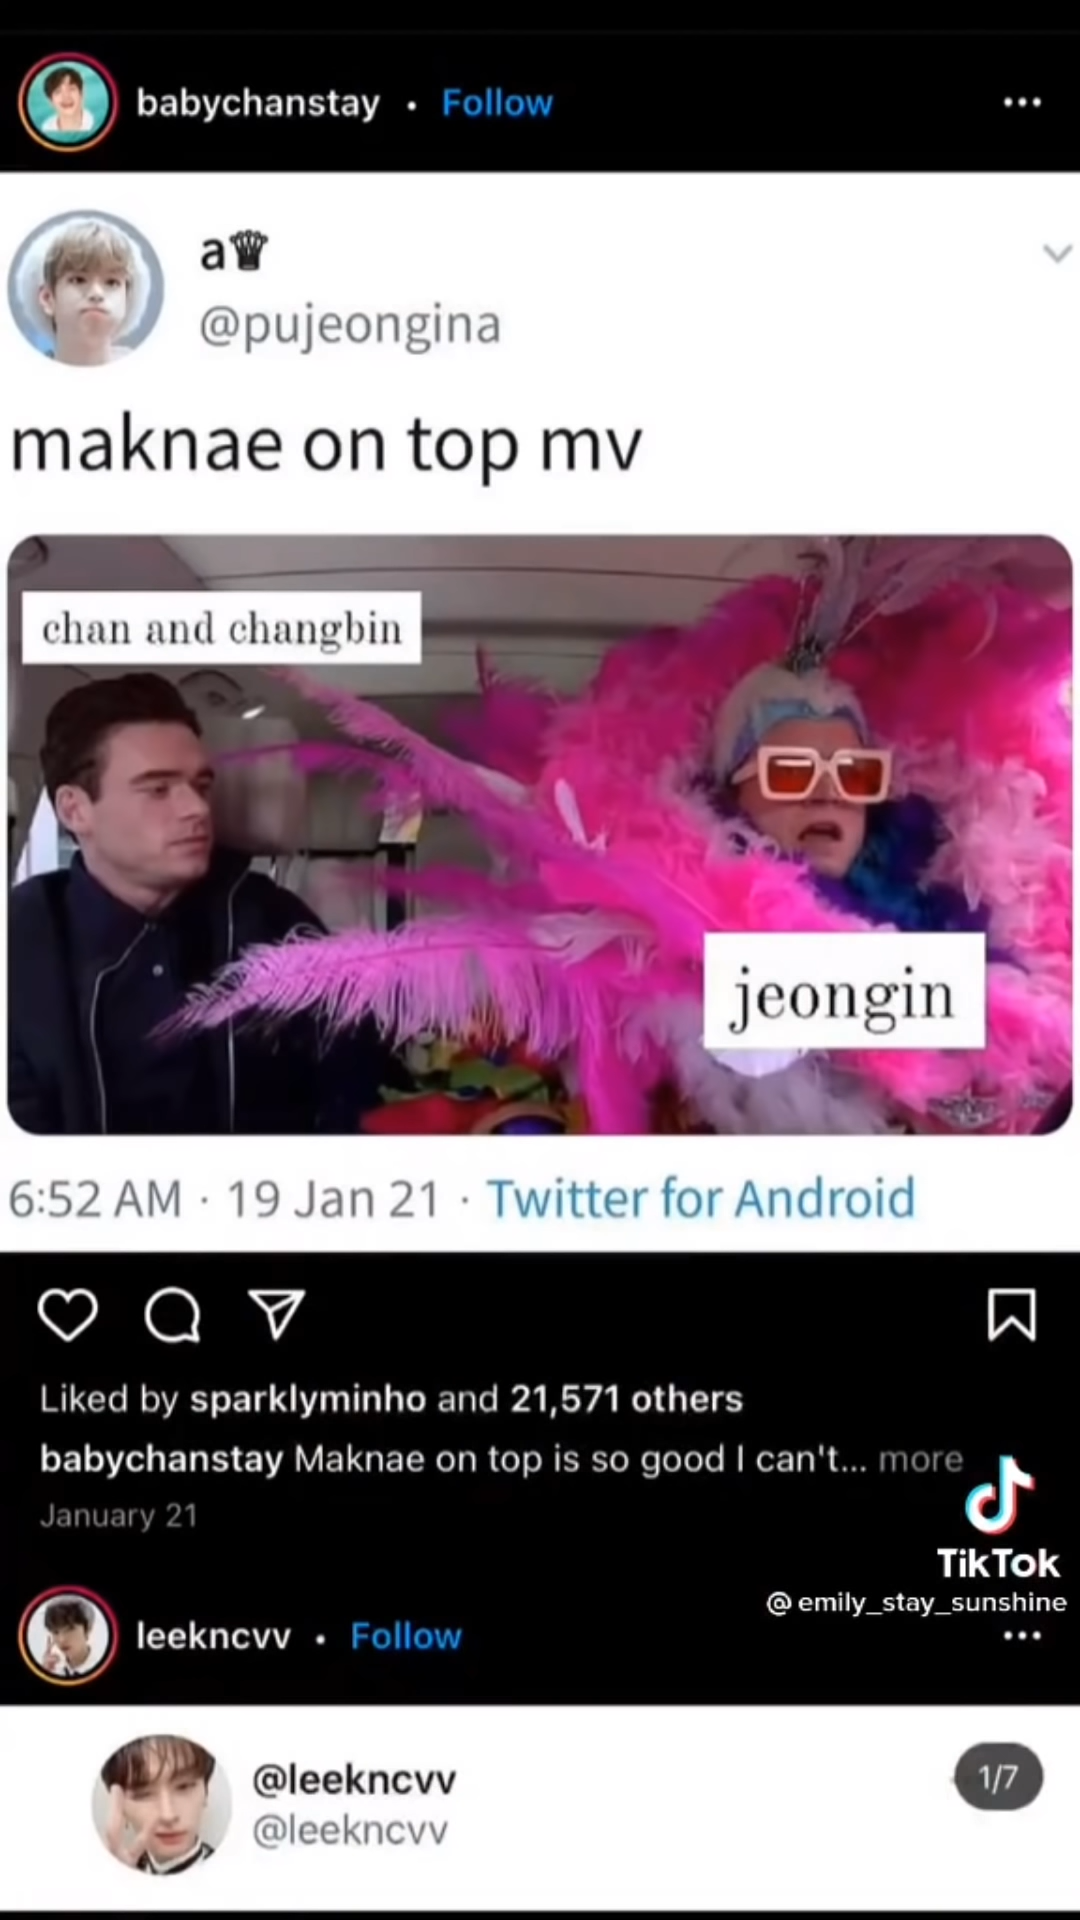 babychanstay · Follow
a♛
@pujeongina
maknae on top mv
chan and changbin
jeongin
6:52 AM · 19 Jan 21 · Twitter for Android
Liked by sparklyminho and 21,571 others
babychanstay Maknae on top is so good I can't... more
January 21
TikTok
@emily_stay_sunshine
leekncvv · Follow
@leekncvv
1/7
@leekncvv